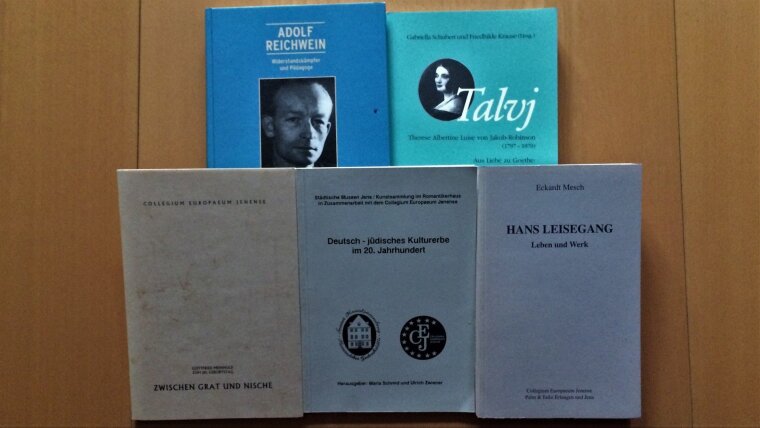 ADOLF
REICHWEIN
Widerstandskämpfer
und Pädagoge
Gabriella Schubert und Friedhilde Krause (Hrsg.)
Talvj
Therese Albertine Luise von Jakob-Robinson
(1797 - 1870)
Aus Liebe zu Goethe:
COLLEGIUM EUROPAEUM JENENSE
GOTTFRIED MEINHOLD
ZUM 60. GEBURTSTAG
ZWISCHEN GRAT UND NISCHE
Städtische Museen Jena / Kunstsammlung im Romantikerhaus
in Zusammenarbeit mit dem Collegium Europaeum Jenense
Deutsch - jüdisches Kulturerbe
im 20. Jahrhundert
CEJ
Herausgeber: Maria Schmid und Ulrich Zwiener
Eckardt Mesch
HANS LEISEGANG
Leben und Werk
Collegium Europaeum Jenense
Palm & Enke Erlangen und Jena